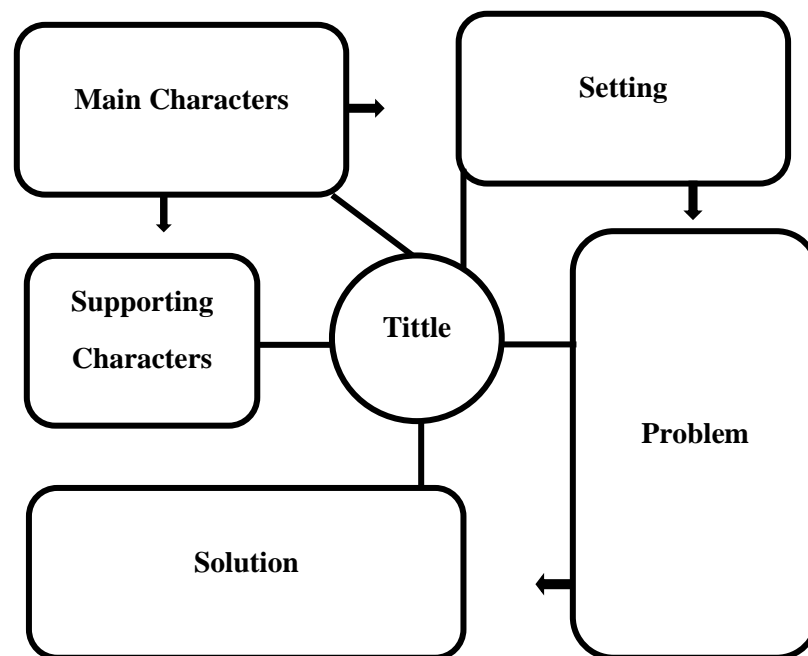 Main Characters
Setting
Supporting
Characters
Tittle
Problem
Solution